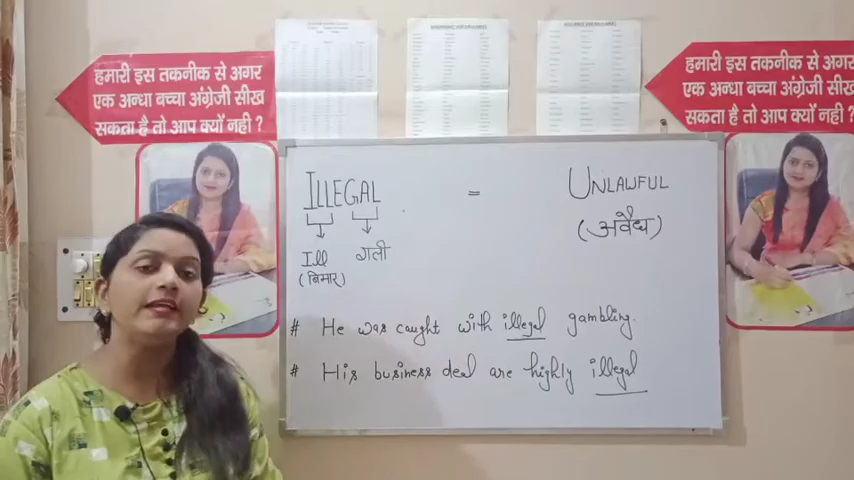 हमारी इस तकनीक से अगर
एक अन्धा बच्चा अंग्रेजी सीख
सकता है तो आप क्यों नही ?
हमारी इस तकनीक से अगर
एक अन्धा बच्चा अंग्रेजी सीख
सकता है तो आप क्यों नही ?
ILLEGAL = UNLAWFUL
(अवैध)
Ill गली
(बिमार)
# He was caught with illegal gambling.
# His business deal are highly illegal